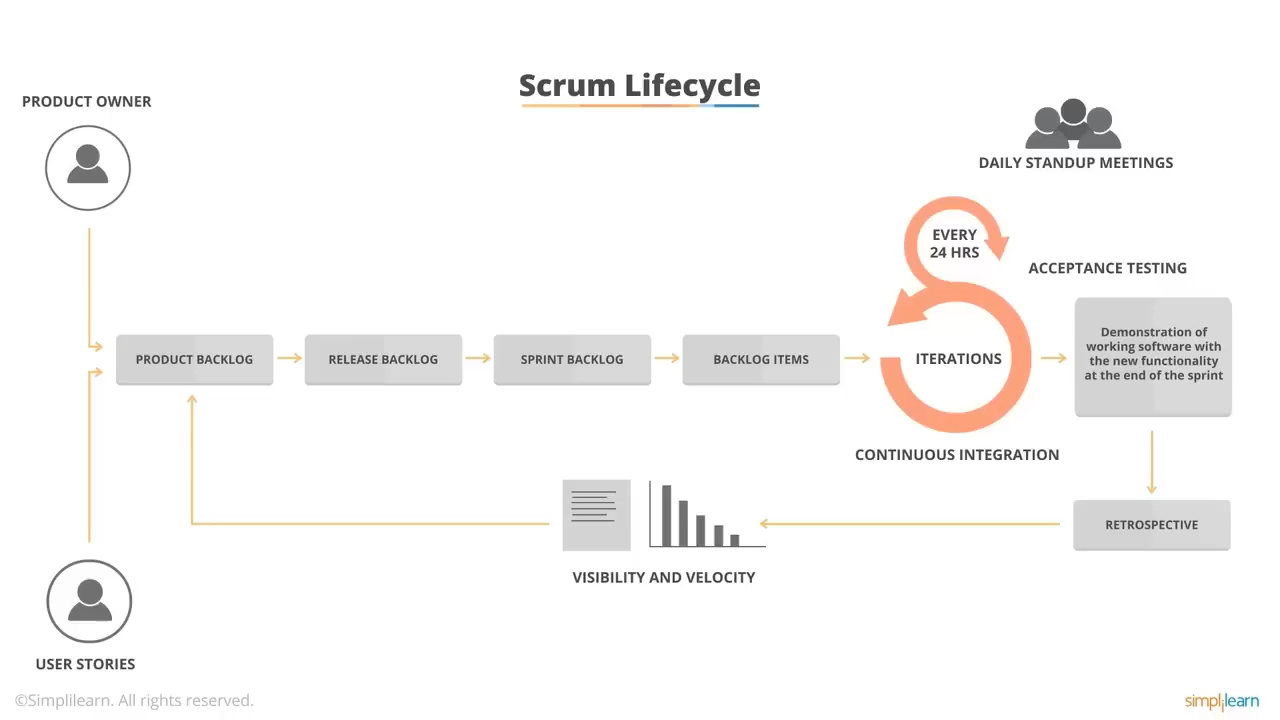 Scrum Lifecycle
PRODUCT OWNER
DAILY STANDUP MEETINGS
EVERY
24 HRS
ACCEPTANCE TESTING
PRODUCT BACKLOG
RELEASE BACKLOG
SPRINT BACKLOG
BACKLOG ITEMS
ITERATIONS
Demonstration of
working software with
the new functionality
at the end of the sprint
CONTINUOUS INTEGRATION
RETROSPECTIVE
VISIBILITY AND VELOCITY
USER STORIES
©Simplilearn. All rights reserved.
simplilearn